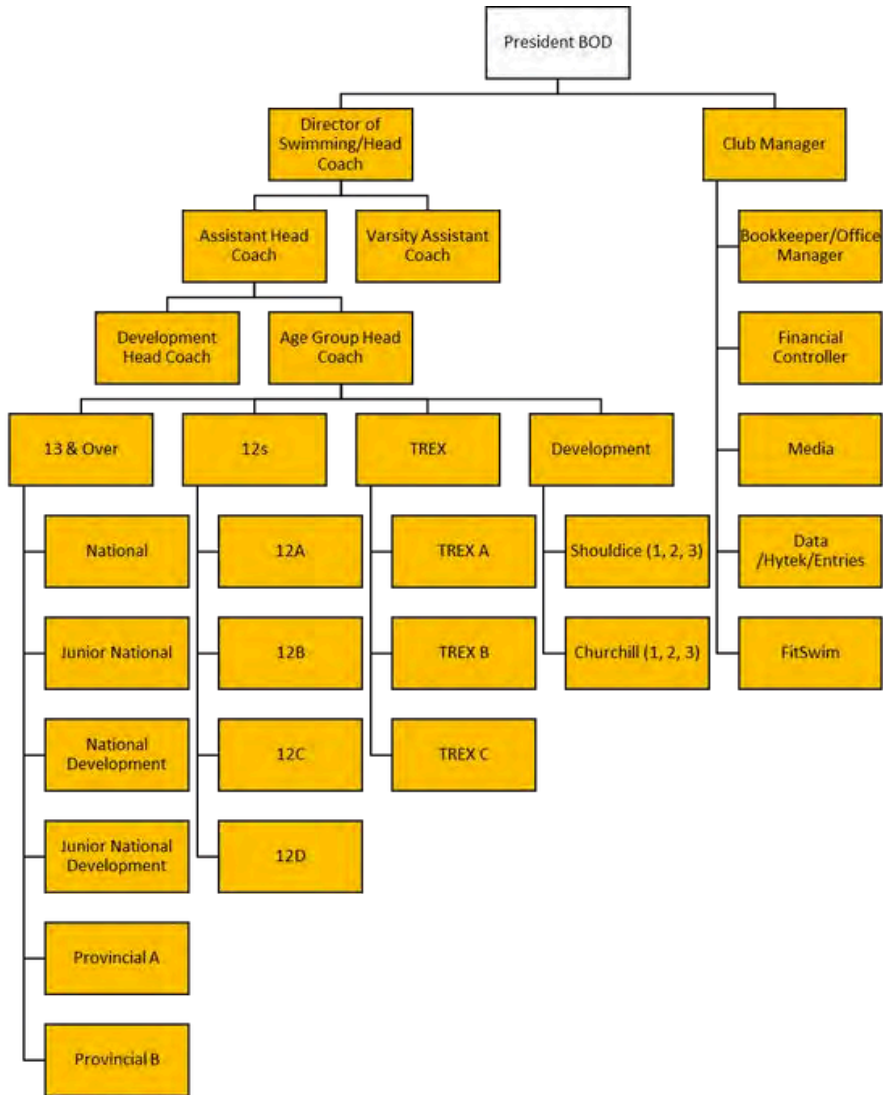 President BOD
Director of
Swimming/Head
Coach
Club Manager
Assistant Head
Coach
Varsity Assistant
Coach
Bookkeeper/Office
Manager
Development
Head Coach
Age Group Head
Coach
Financial
Controller
13 & Over
12s
TREX
Development
Media
National
12A
TREX A
Shouldice (1, 2, 3)
Data
/Hytek/Entries
Junior National
12B
TREX B
Churchill (1, 2, 3)
FitSwim
National
Development
12C
TREX C
Junior National
Development
12D
Provincial A
Provincial B